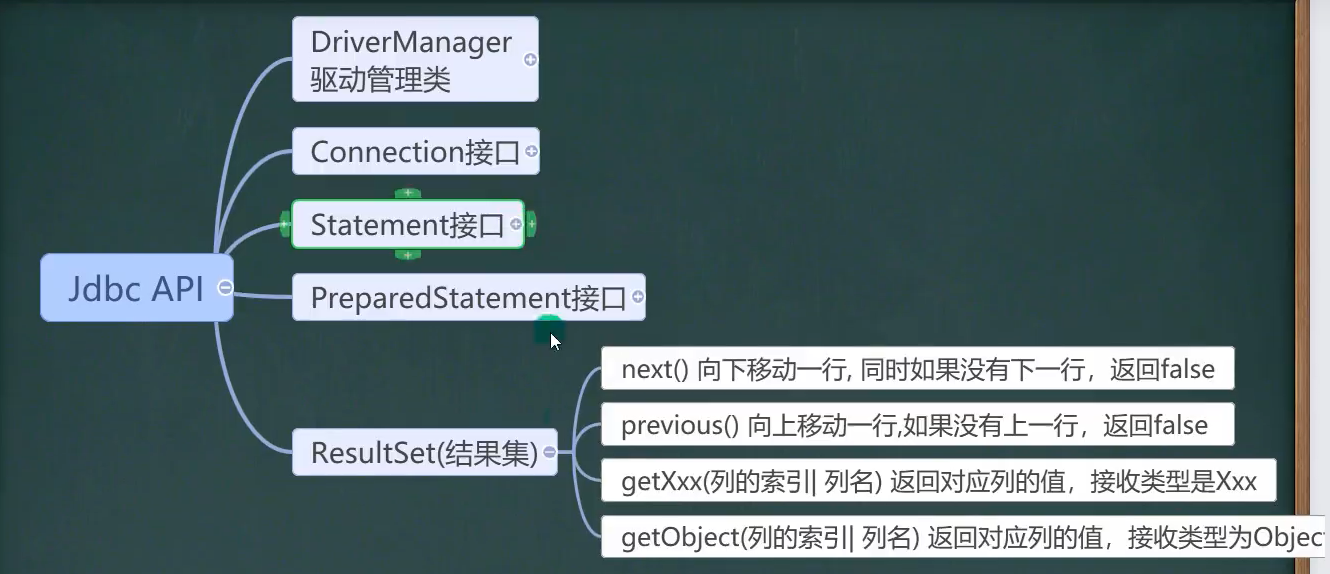 DriverManager
驱动管理类
Connection接口
Statement接口
Jdbc API
PreparedStatement接口
next() 向下移动一行, 同时如果没有下一行，返回false
previous() 向上移动一行,如果没有上一行，返回false
ResultSet(结果集)
getXxx(列的索引| 列名) 返回对应列的值，接收类型是Xxx
getObject(列的索引| 列名) 返回对应列的值，接收类型为Objec